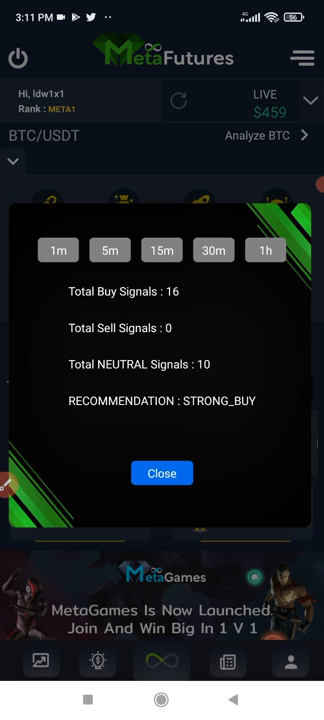 3:11 PM
4G
56
MetaFutures
Hi, ldw1x1
Rank : META1
LIVE
$459
BTC/USDT
Analyze BTC
1m 5m 15m 30m 1h
Total Buy Signals : 16
Total Sell Signals : 0
Total NEUTRAL Signals : 10
RECOMMENDATION : STRONG_BUY
Close
MetaGames
MetaGames Is Now Launched.
Join And Win Big In 1 V 1